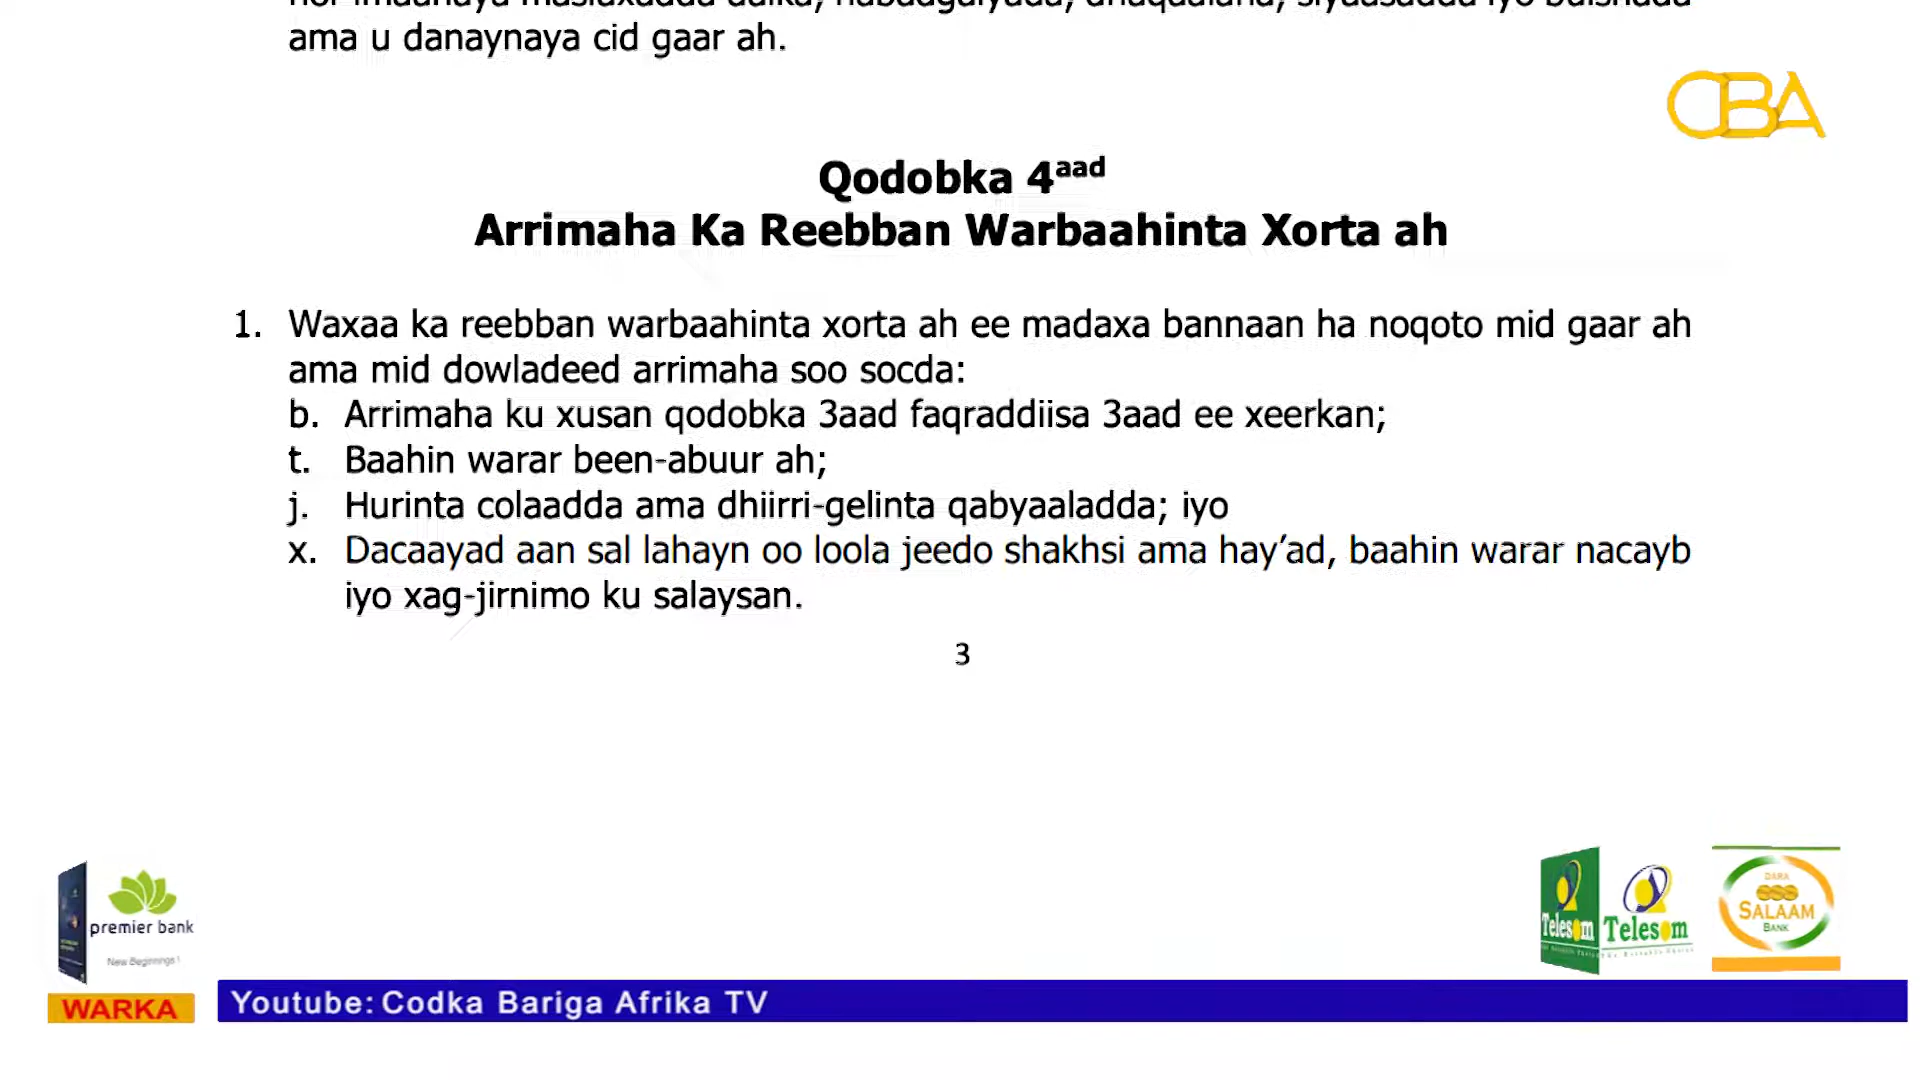 ama u danaynaya cid gaar ah.
CBA
Qodobka 4aad
Arrimaha Ka Reebban Warbaahinta Xorta ah
1. Waxaa ka reebban warbaahinta xorta ah ee madaxa bannaan ha noqoto mid gaar ah
ama mid dowladeed arrimaha soo socda:
b. Arrimaha ku xusan qodobka 3aad faqraddiisa 3aad ee xeerkan;
t. Baahin warar been-abuur ah;
j. Hurinta colaadda ama dhiirri-gelinta qabyaaladda; iyo
x. Dacaayad aan sal lahayn oo loola jeedo shakhsi ama hay’ad, baahin warar nacayb
iyo xag-jirnimo ku salaysan.
3
premier bank
New Beginnings !
Telesom
Telesom
DARA
SALAAM
BANK
WARKA
Youtube: Codka Bariga Afrika TV